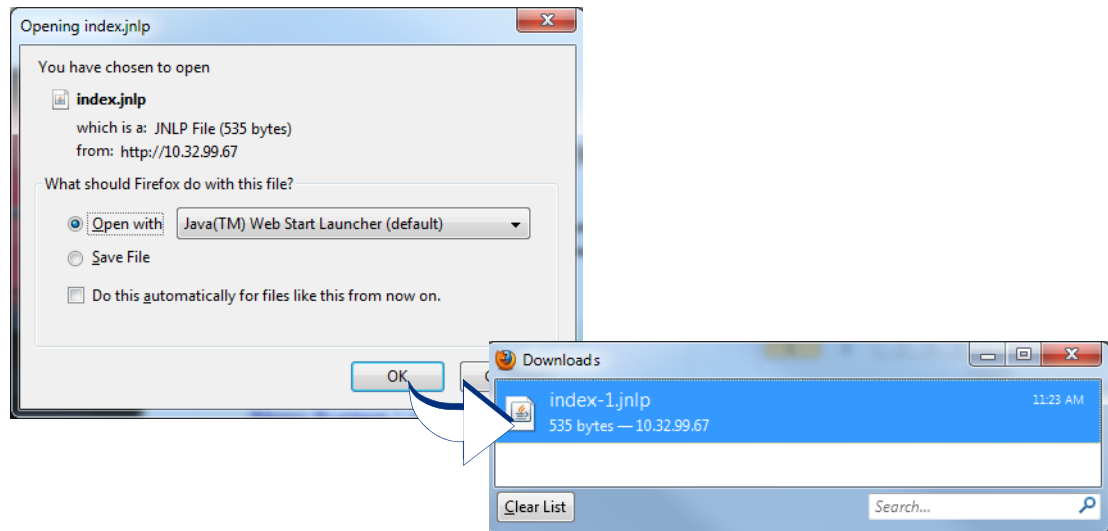 Opening index.jnlp
You have chosen to open
index.jnlp
which is a: JNLP File (535 bytes)
from: http://10.32.99.67
What should Firefox do with this file?
Open with Java(TM) Web Start Launcher (default)
Save File
Do this automatically for files like this from now on.
OK
Downloads
index-1.jnlp 11:23 AM
535 bytes — 10.32.99.67
Clear List Search...